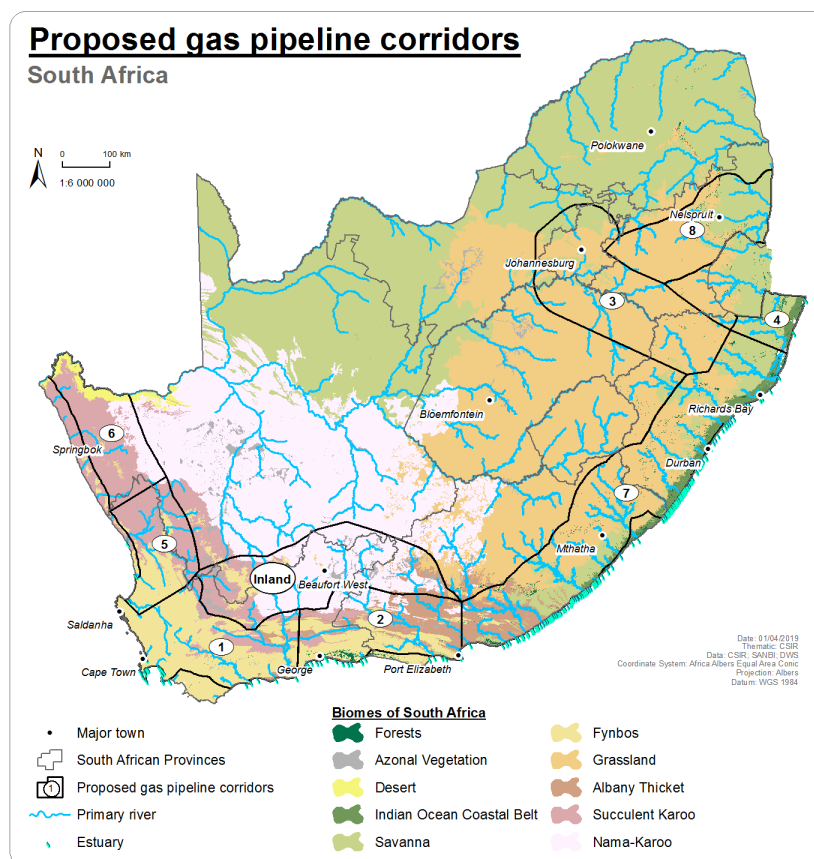 Proposed gas pipeline corridors
South Africa
N
0 100 km
1:6 000 000
Polokwane
Nelspruit
8
Johannesburg
3
4
Bloemfontein
Richards Bay
6
Springbok
Durban
7
5
Mthatha
Inland
Beaufort West
Saldanha
2
1
Cape Town
George
Port Elizabeth
Date: 01/04/2019
Thematic: CSIR
Data: CSIR, SANBI, DWS
Coordinate System: Africa Albers Equal Area Conic
Projection: Albers
Datum: WGS 1984
Biomes of South Africa
Major town
Forests
Fynbos
South African Provinces
Azonal Vegetation
Grassland
1
Proposed gas pipeline corridors
Desert
Albany Thicket
Primary river
Indian Ocean Coastal Belt
Succulent Karoo
Estuary
Savanna
Nama-Karoo